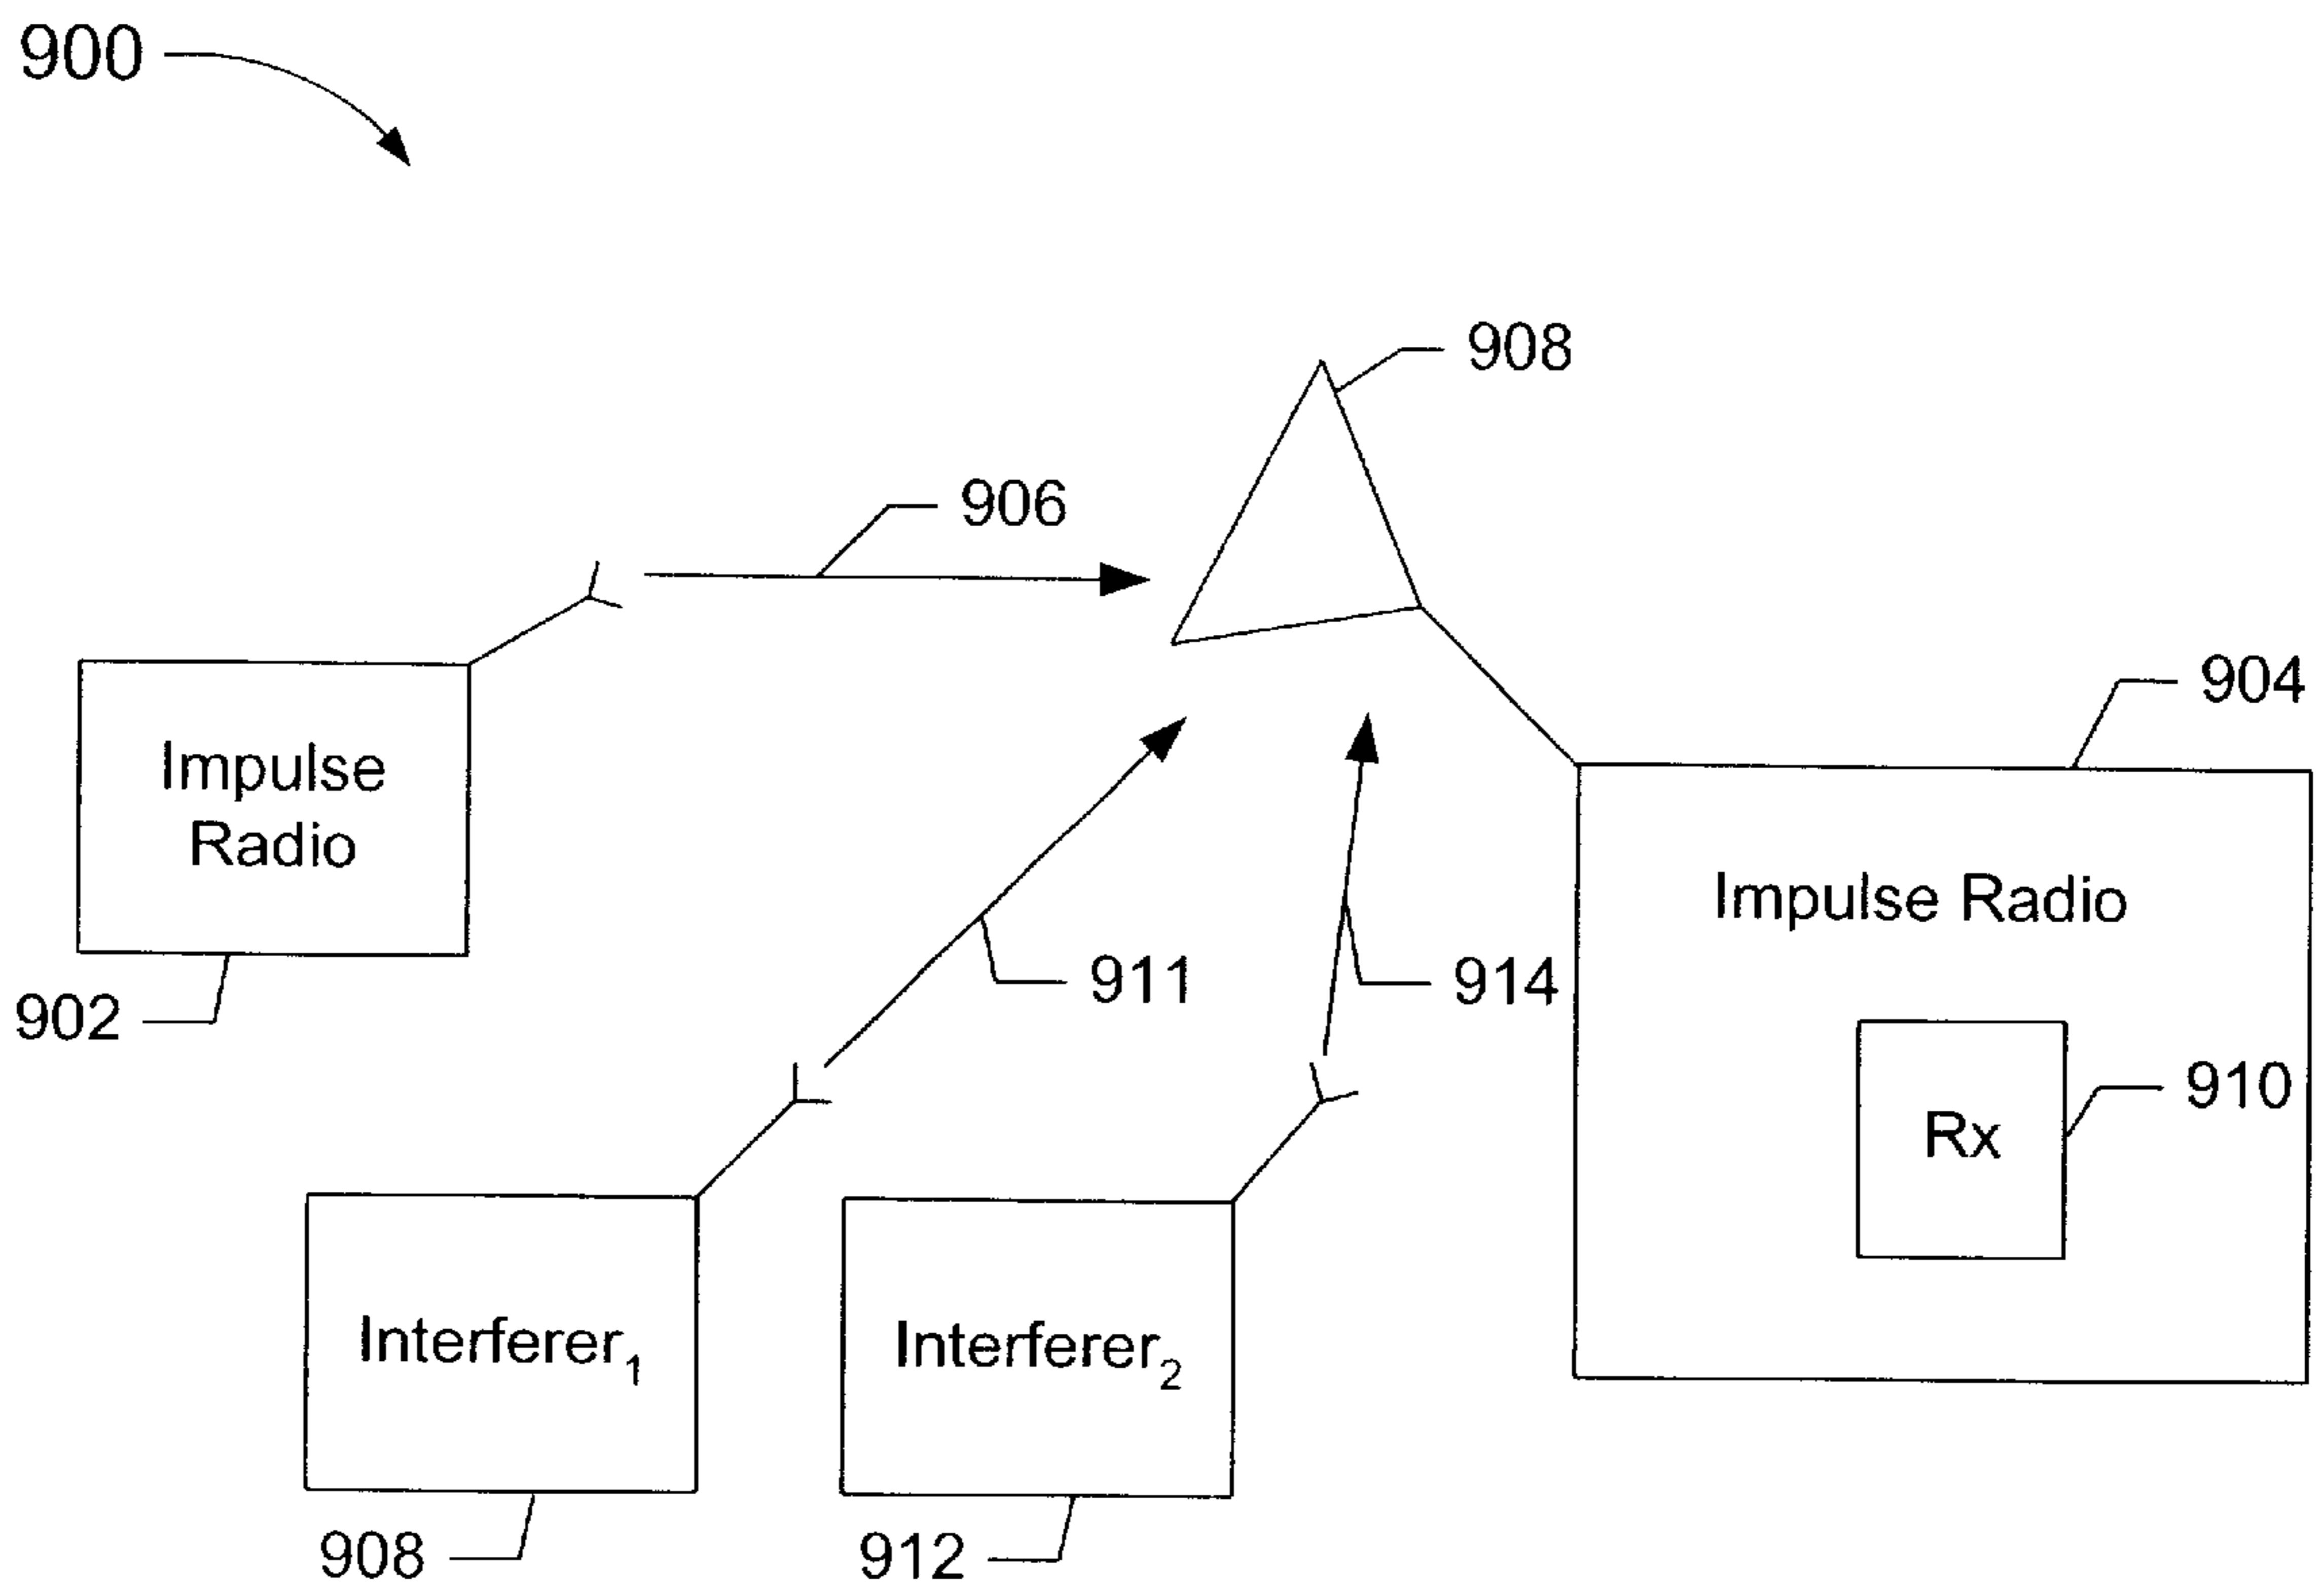 900
908
906
904
Impulse
Radio
Impulse Radio
911
914
902
910
Rx
Interferer₁
Interferer₂
908
912